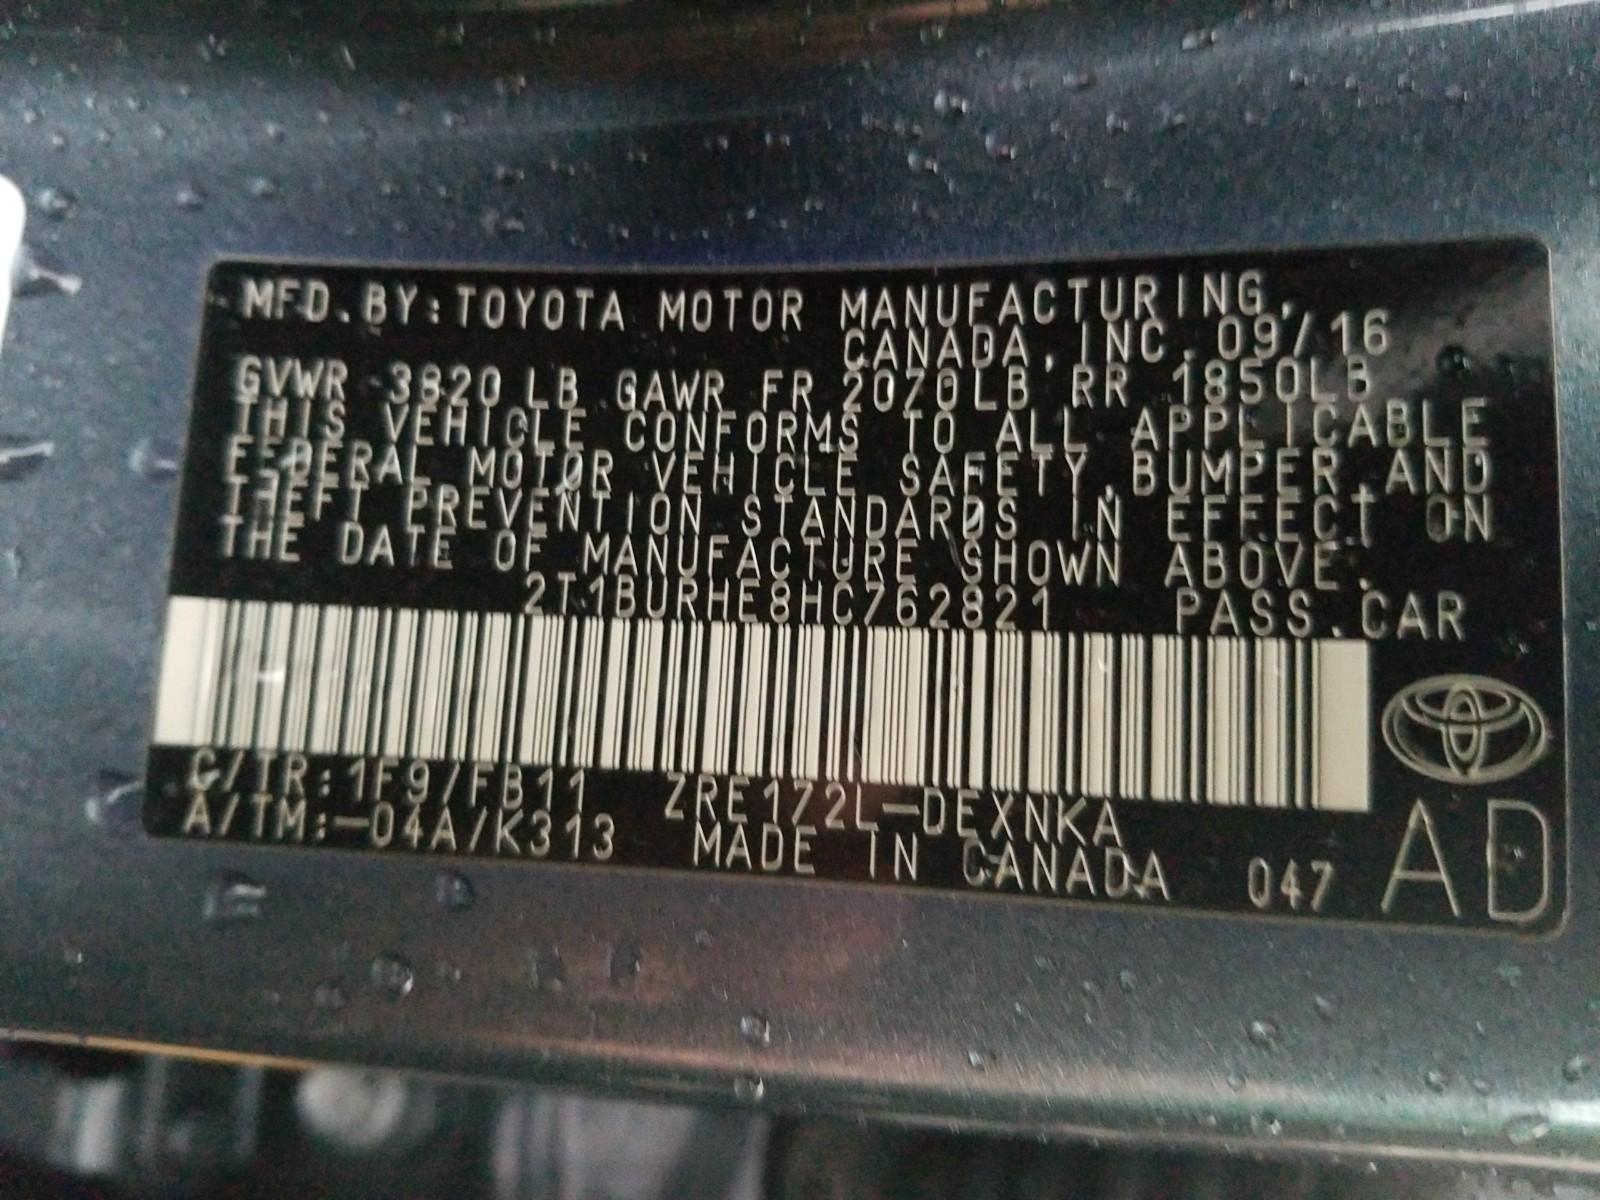 MFD.BY:TOYOTA MOTOR MANUFACTURING,
CANADA,INC. 09/16
GVWR 3820LB GAWR FR 2070LB RR 1850LB
THIS VEHICLE CONFORMS TO ALL APPLICABLE
FEDERAL MOTOR VEHICLE SAFETY,BUMPER,AND
THEFT PREVENTION STANDARDS IN EFFECT ON
THE DATE OF MANUFACTURE SHOWN ABOVE.
2T1BURHE8HC762821 PASS.CAR
C/TR:1F9/FB11 ZRE172L-DEXNKA
A/TM:-04A/K313 MADE IN CANADA 047 AD